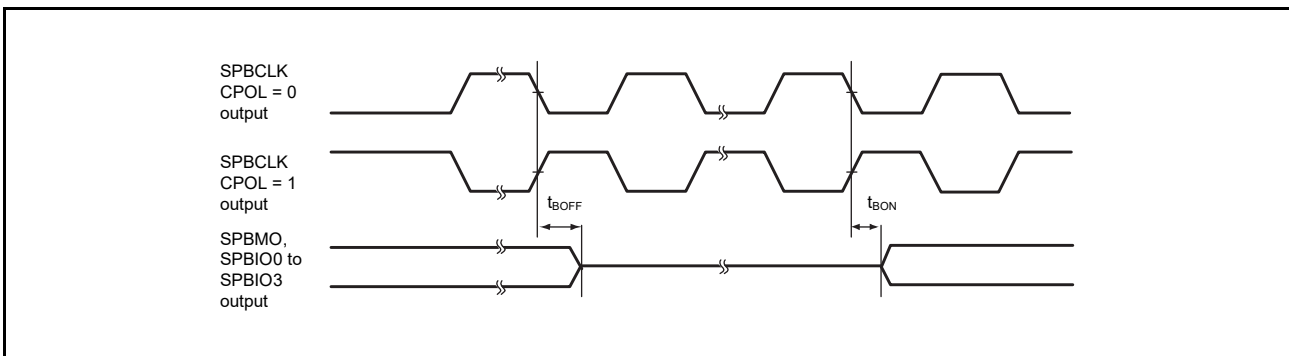 SPBCLK
CPOL = 0
output
SPBCLK
CPOL = 1
output
tBOFF
tBON
SPBMO,
SPBIO0 to
SPBIO3
output